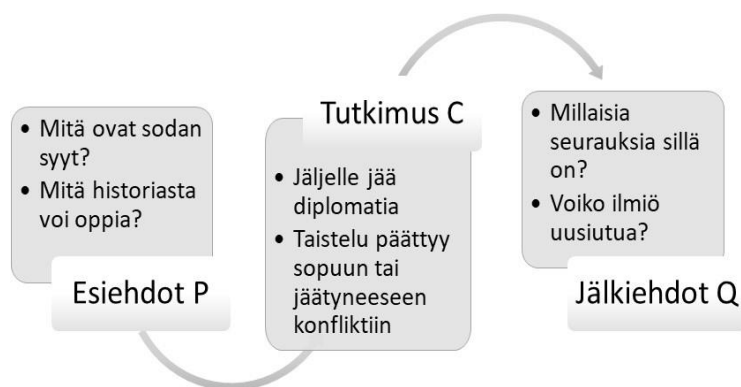 • Mitä ovat sodan
syyt?
• Mitä historiasta
voi oppia?
Esiehdot P
Tutkimus C
• Jäljelle jää
diplomatia
• Taistelu päättyy
sopuun tai
jäätyneeseen
konfliktiin
• Millaisia
seurauksia sillä
on?
• Voiko ilmiö
uusiutua?
Jälkiehdot Q